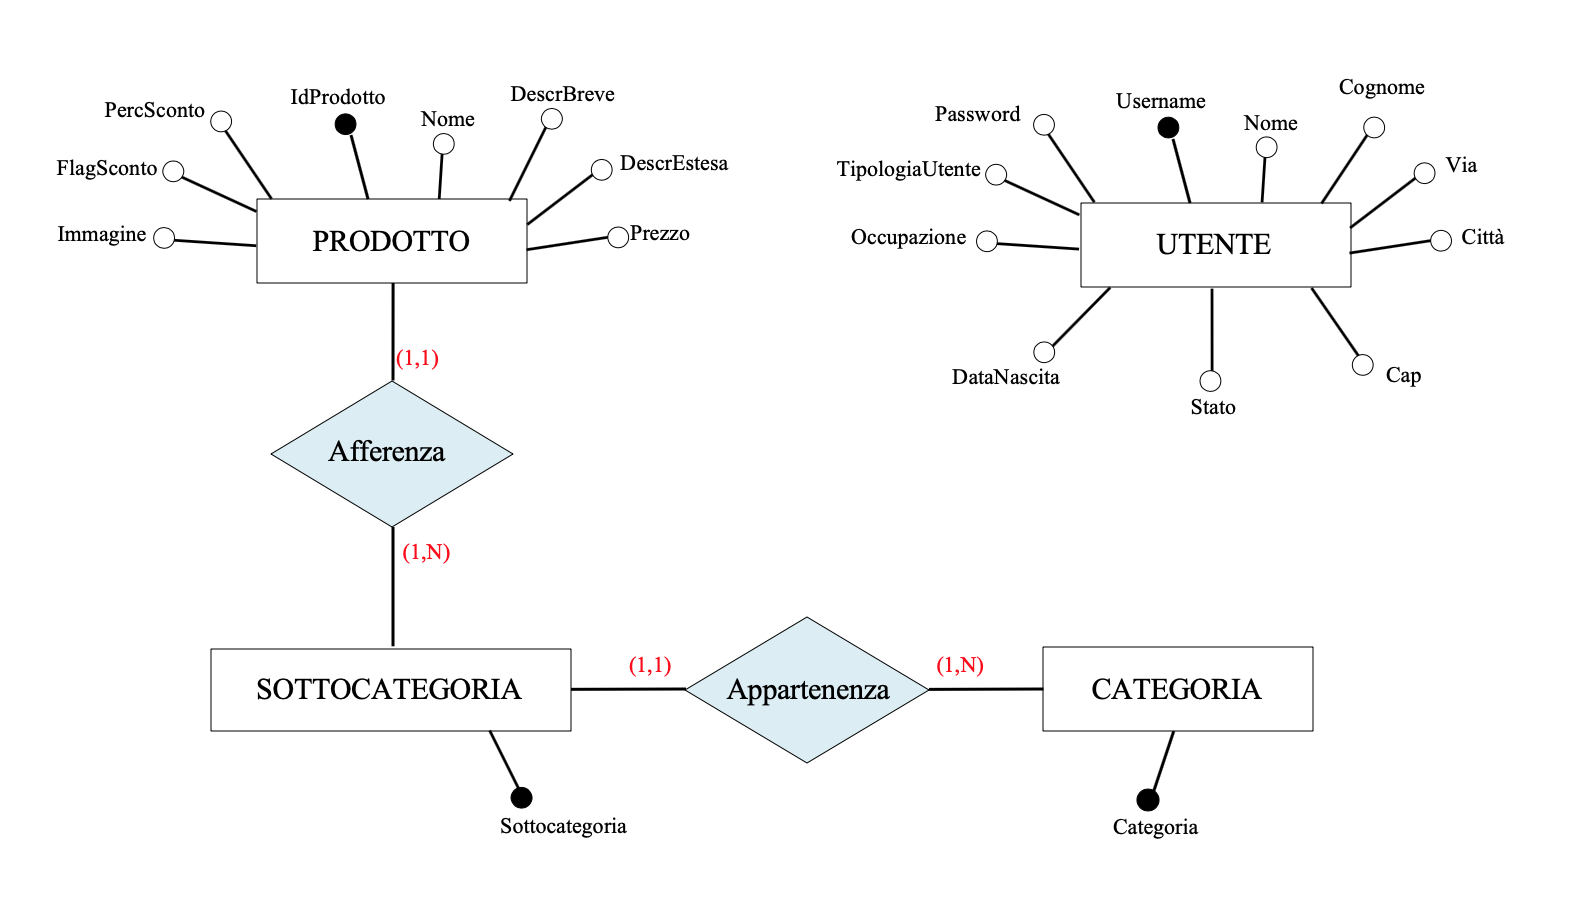 Cognome
DescrBreve
IdProdotto
Username
PercSconto
Password
Nome
Nome
DescrEstesa
Via
FlagSconto
TipologiaUtente
Immagine
PRODOTTO
Prezzo
Occupazione
UTENTE
Città
(1,1)
DataNascita
Cap
Stato
Afferenza
(1,N)
(1,1)
(1,N)
SOTTOCATEGORIA
Appartenenza
CATEGORIA
Sottocategoria
Categoria